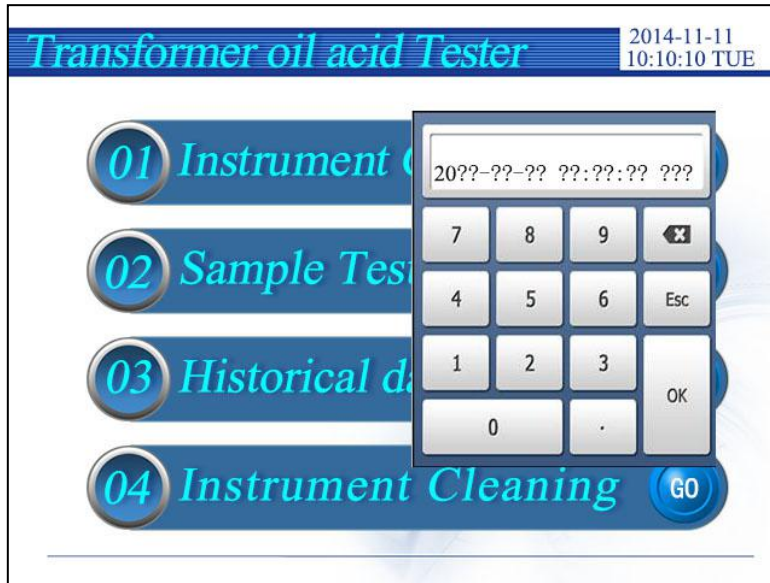 Transformer oil acid Tester
2014-11-11
10:10:10 TUE
01 Instrument
02 Sample Tes
03 Historical da
04 Instrument Cleaning GO
20??-??-?? ??:??:?? ???
7 8 9
4 5 6 Esc
1 2 3
OK
0 .